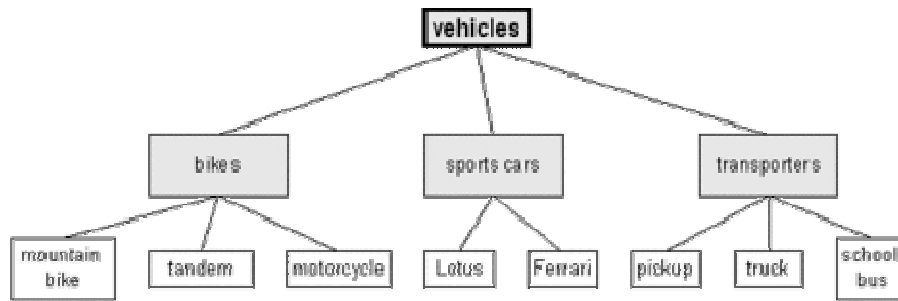 vehicles
bikes
sports cars
transporters
mountain
bike
tandem
motorcycle
Lotus
Ferrari
pickup
truck
school
bus